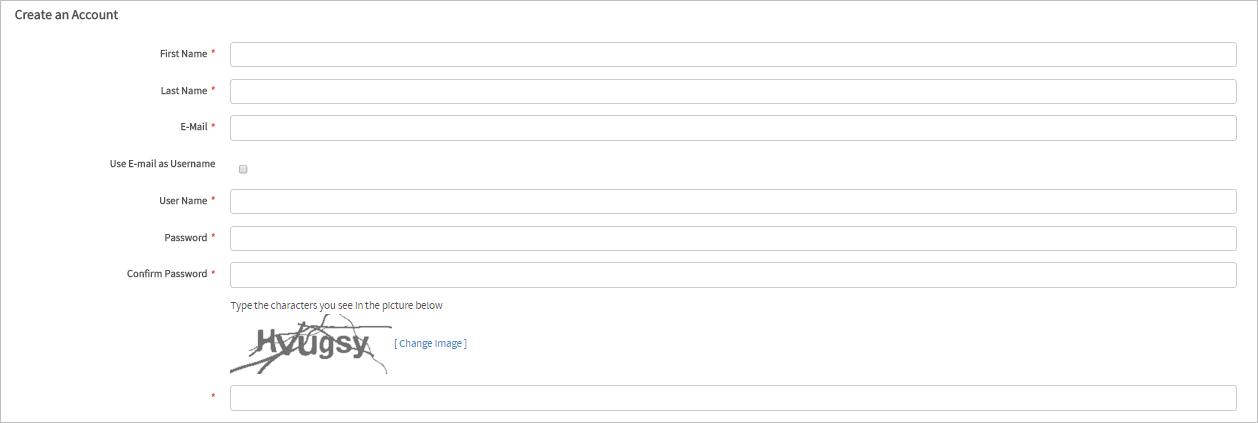 Create an Account
First Name *
Last Name *
E-Mail *
Use E-mail as Username
User Name *
Password *
Confirm Password *
Type the characters you see in the picture below
[ Change Image ]
*